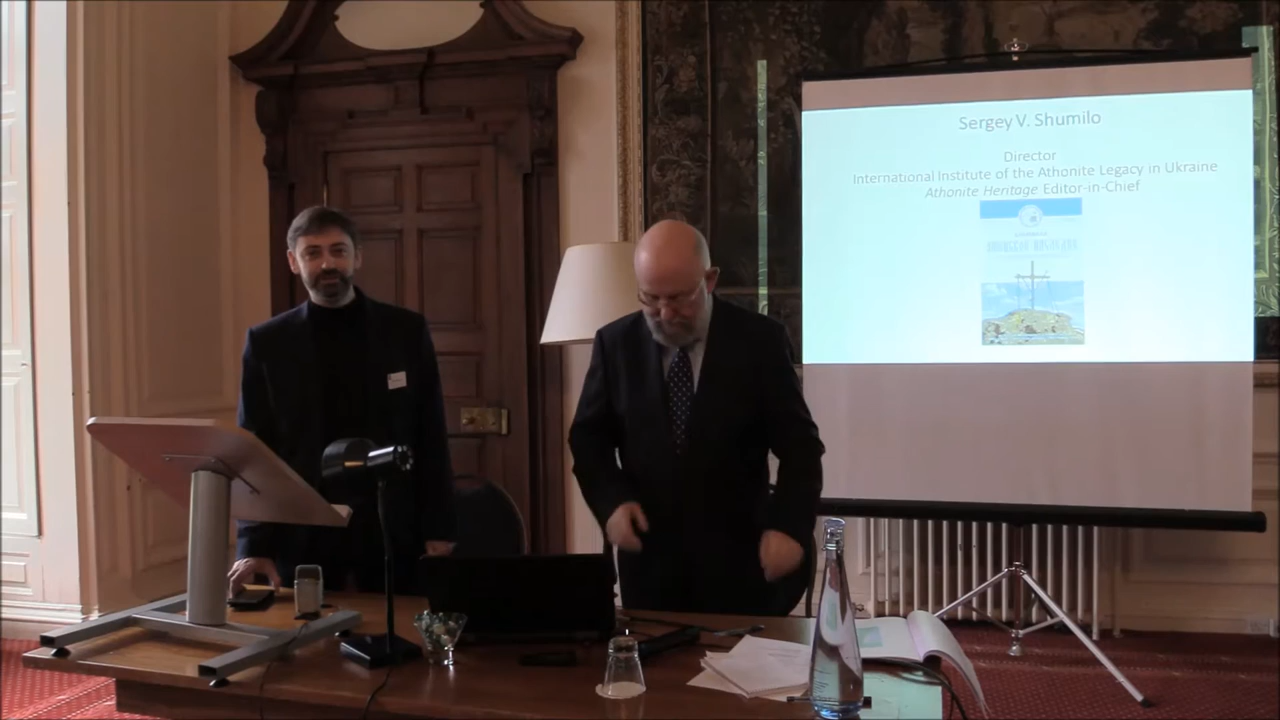 Sergey V. Shumilo
Director
International Institute of the Athonite Legacy in Ukraine
Athonite Heritage Editor-in-Chief